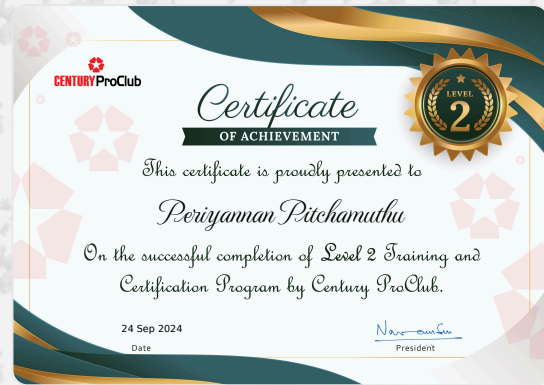 CENTURY ProClub
LEVEL
2
Certificate
OF ACHIEVEMENT
This certificate is proudly presented to
Periyannan Pitchamuthu
On the successful completion of Level 2 Training and
Certification Program by Century ProClub.
24 Sep 2024
Date
President